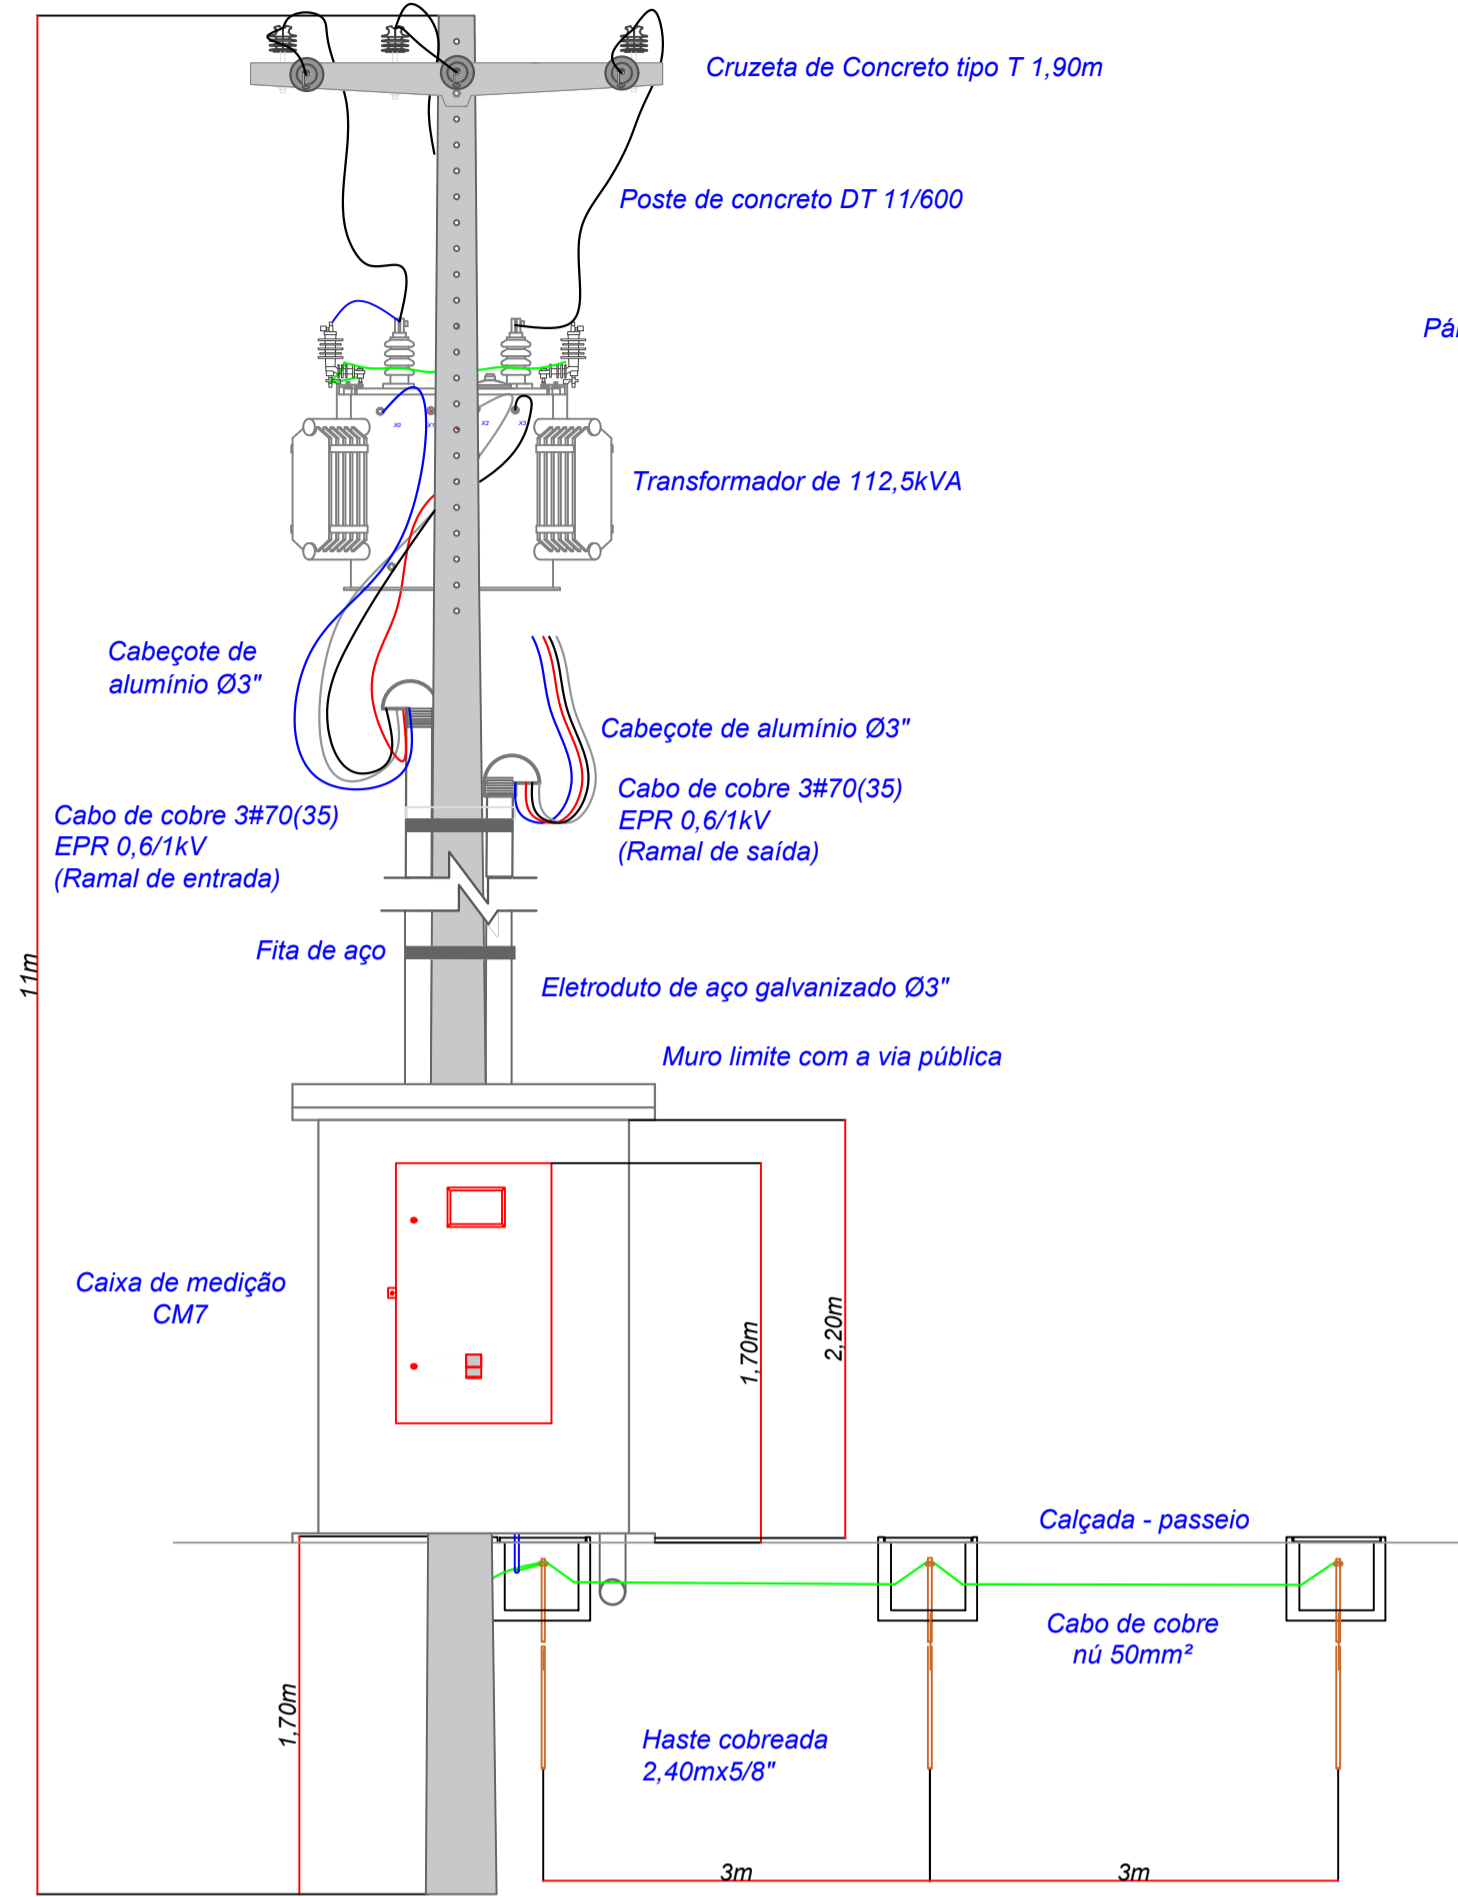 Cruzeta de Concreto tipo T 1,90m
Poste de concreto DT 11/600
X0
X1
X2
X3
Transformador de 112,5kVA
Cabeçote de
alumínio Ø3"
Cabeçote de alumínio Ø3"
Cabo de cobre 3#70(35)
EPR 0,6/1kV
(Ramal de saída)
Cabo de cobre 3#70(35)
EPR 0,6/1kV
(Ramal de entrada)
Fita de aço
11m
Eletroduto de aço galvanizado Ø3"
Muro limite com a via pública
Caixa de medição
CM7
1,70m
2,20m
Calçada - passeio
Cabo de cobre
nú 50mm²
1,70m
Haste cobreada
2,40mx5/8"
3m
3m